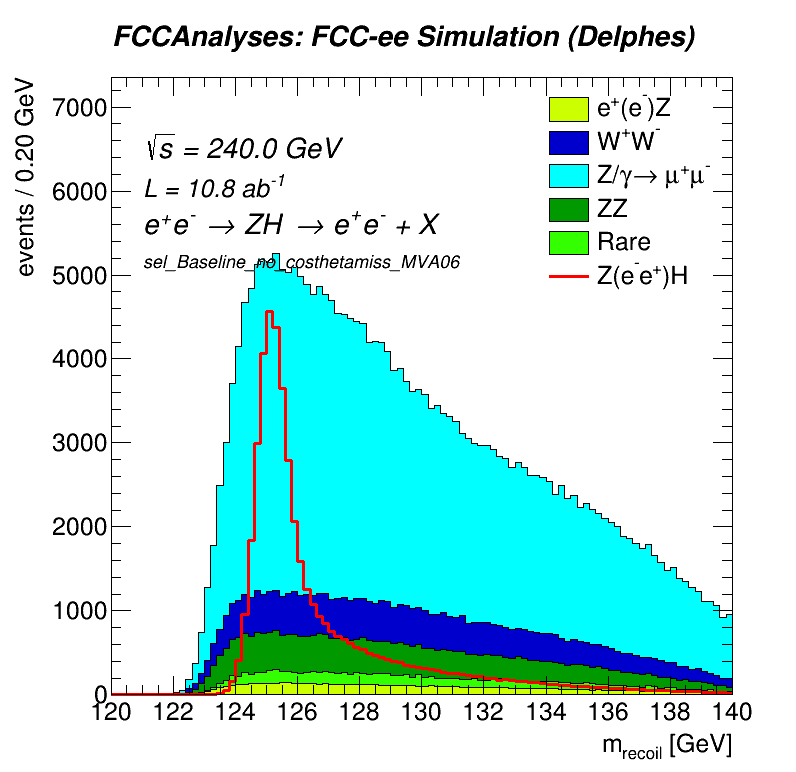 FCCAnalyses: FCC-ee Simulation (Delphes)
events / 0.20 GeV
7000
6000
5000
4000
3000
2000
1000
0
√s = 240.0 GeV
L = 10.8 ab⁻¹
e⁺e⁻ → ZH → e⁺e⁻ + X
sel_Baseline_no_costhetamiss_MVA06
e⁺(e⁻)Z
W⁺W⁻
Z/γ→ μ⁺μ⁻
ZZ
Rare
Z(e⁻e⁺)H
120 122 124 126 128 130 132 134 136 138 140
m_recoil [GeV]